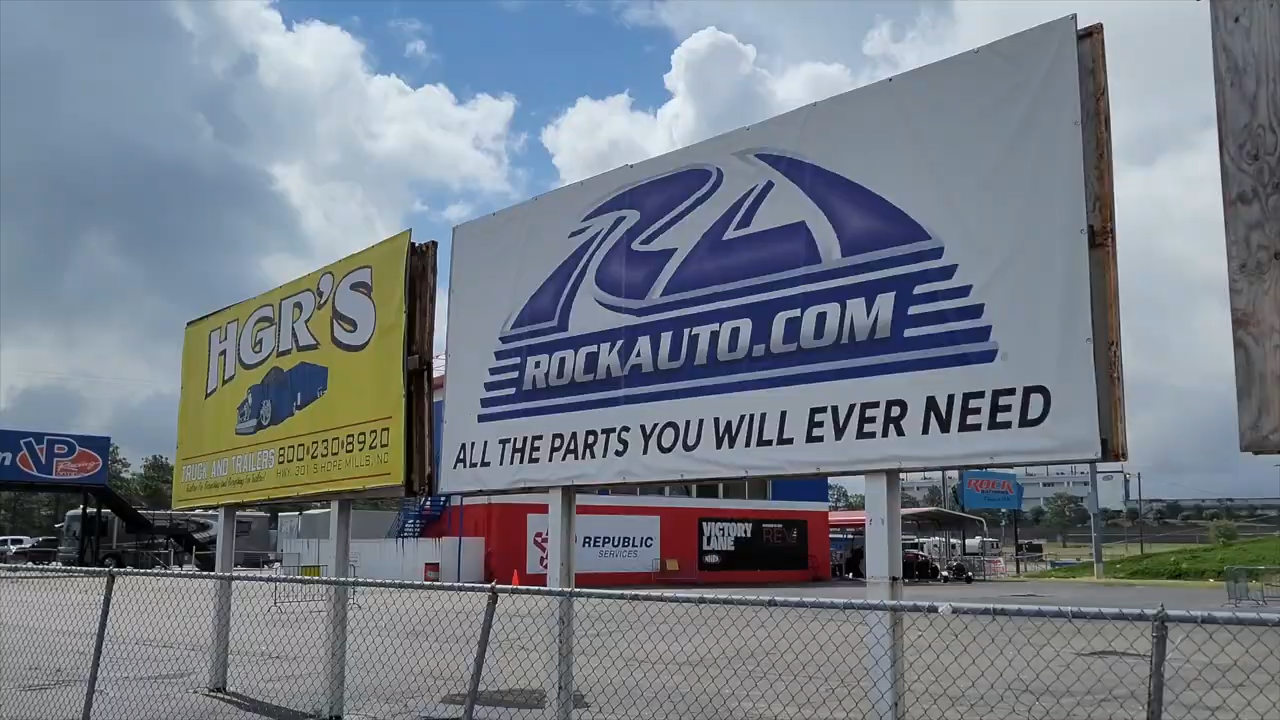 HGR'S
TRUCK AND TRAILERS 800-230-8920
HWY. 301 S HOPE MILLS, NC
RA
ROCKAUTO.COM
ALL THE PARTS YOU WILL EVER NEED
VP Racing
REPUBLIC
SERVICES
VICTORY
LANE
ROCK